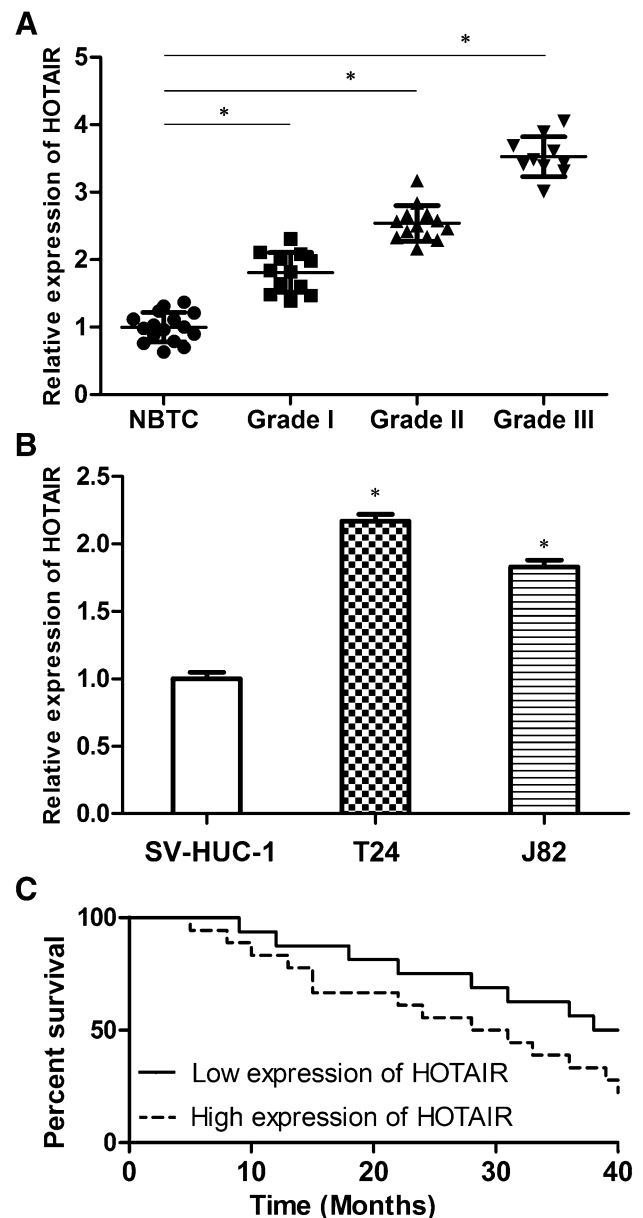 A
Relative expression of HOTAIR
5
4
3
2
1
0
*
*
*
NBTC Grade I Grade II Grade III
B
Relative expression of HOTAIR
2.5
2.0
1.5
1.0
0.5
0.0
*
*
SV-HUC-1 T24 J82
C
Percent survival
100
50
0
Low expression of HOTAIR
High expression of HOTAIR
0 10 20 30 40
Time (Months)